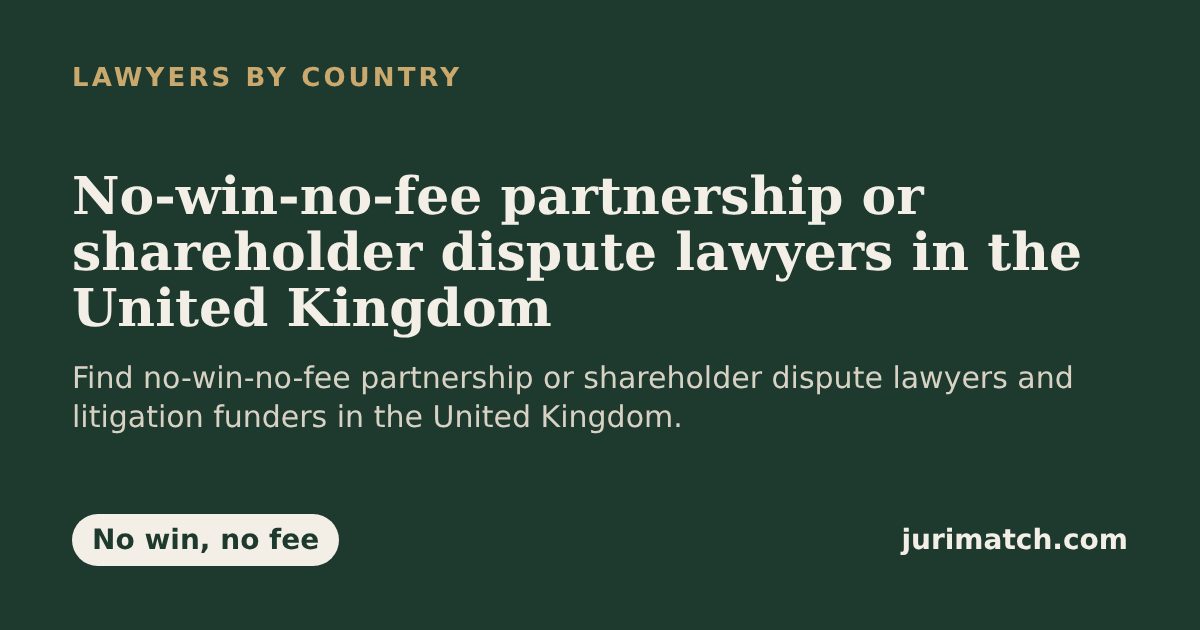 LAWYERS BY COUNTRY
No-win-no-fee partnership or
shareholder dispute lawyers in the
United Kingdom
Find no-win-no-fee partnership or shareholder dispute lawyers and
litigation funders in the United Kingdom.
No win, no fee
jurimatch.com